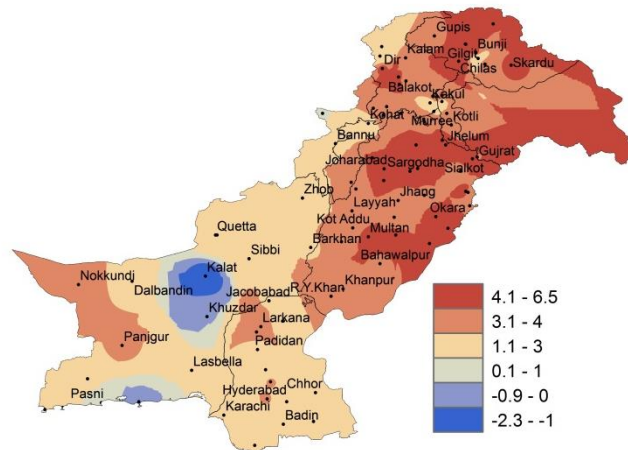 Gupis
Kalam
Bunji
Dir
Gilgit
Chilas
Skardu
Balakot
Kakul
Kohat
Murree
Kotli
Bannu
Jhelum
Gujrat
Joharabad
Sargodha
Sialkot
Zhob
Layyah
Jhang
Kot Addu
Okara
Quetta
Multan
Sibbi
Barkhan
Bahawalpur
Kalat
Nokkundi
Dalbandin
Jacobabad
R.Y.Khan
Khanpur
Khuzdar
Larkana
Panjgur
Padidan
Lasbella
Pasni
Hyderabad
Chhor
Karachi
Badin
4.1 - 6.5
3.1 - 4
1.1 - 3
0.1 - 1
-0.9 - 0
-2.3 - -1